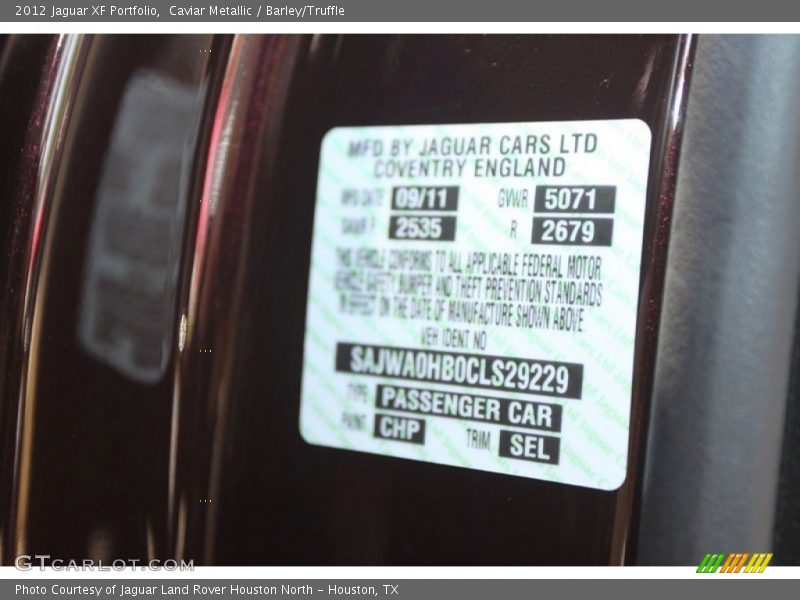 2012 Jaguar XF Portfolio,  Caviar Metallic / Barley/Truffle
MFD BY JAGUAR CARS LTD
COVENTRY ENGLAND
MFD DATE 09/11 GVWR 5071
GAWR F 2535 R 2679
THIS VEHICLE CONFORMS TO ALL APPLICABLE FEDERAL MOTOR
VEHICLE SAFETY BUMPER AND THEFT PREVENTION STANDARDS
IN EFFECT ON THE DATE OF MANUFACTURE SHOWN ABOVE
VEH IDENT NO
SAJWA0HB0CLS29229
TYPE PASSENGER CAR
PAINT CHP TRIM SEL
GTCARLOT.COM
Photo Courtesy of Jaguar Land Rover Houston North – Houston, TX